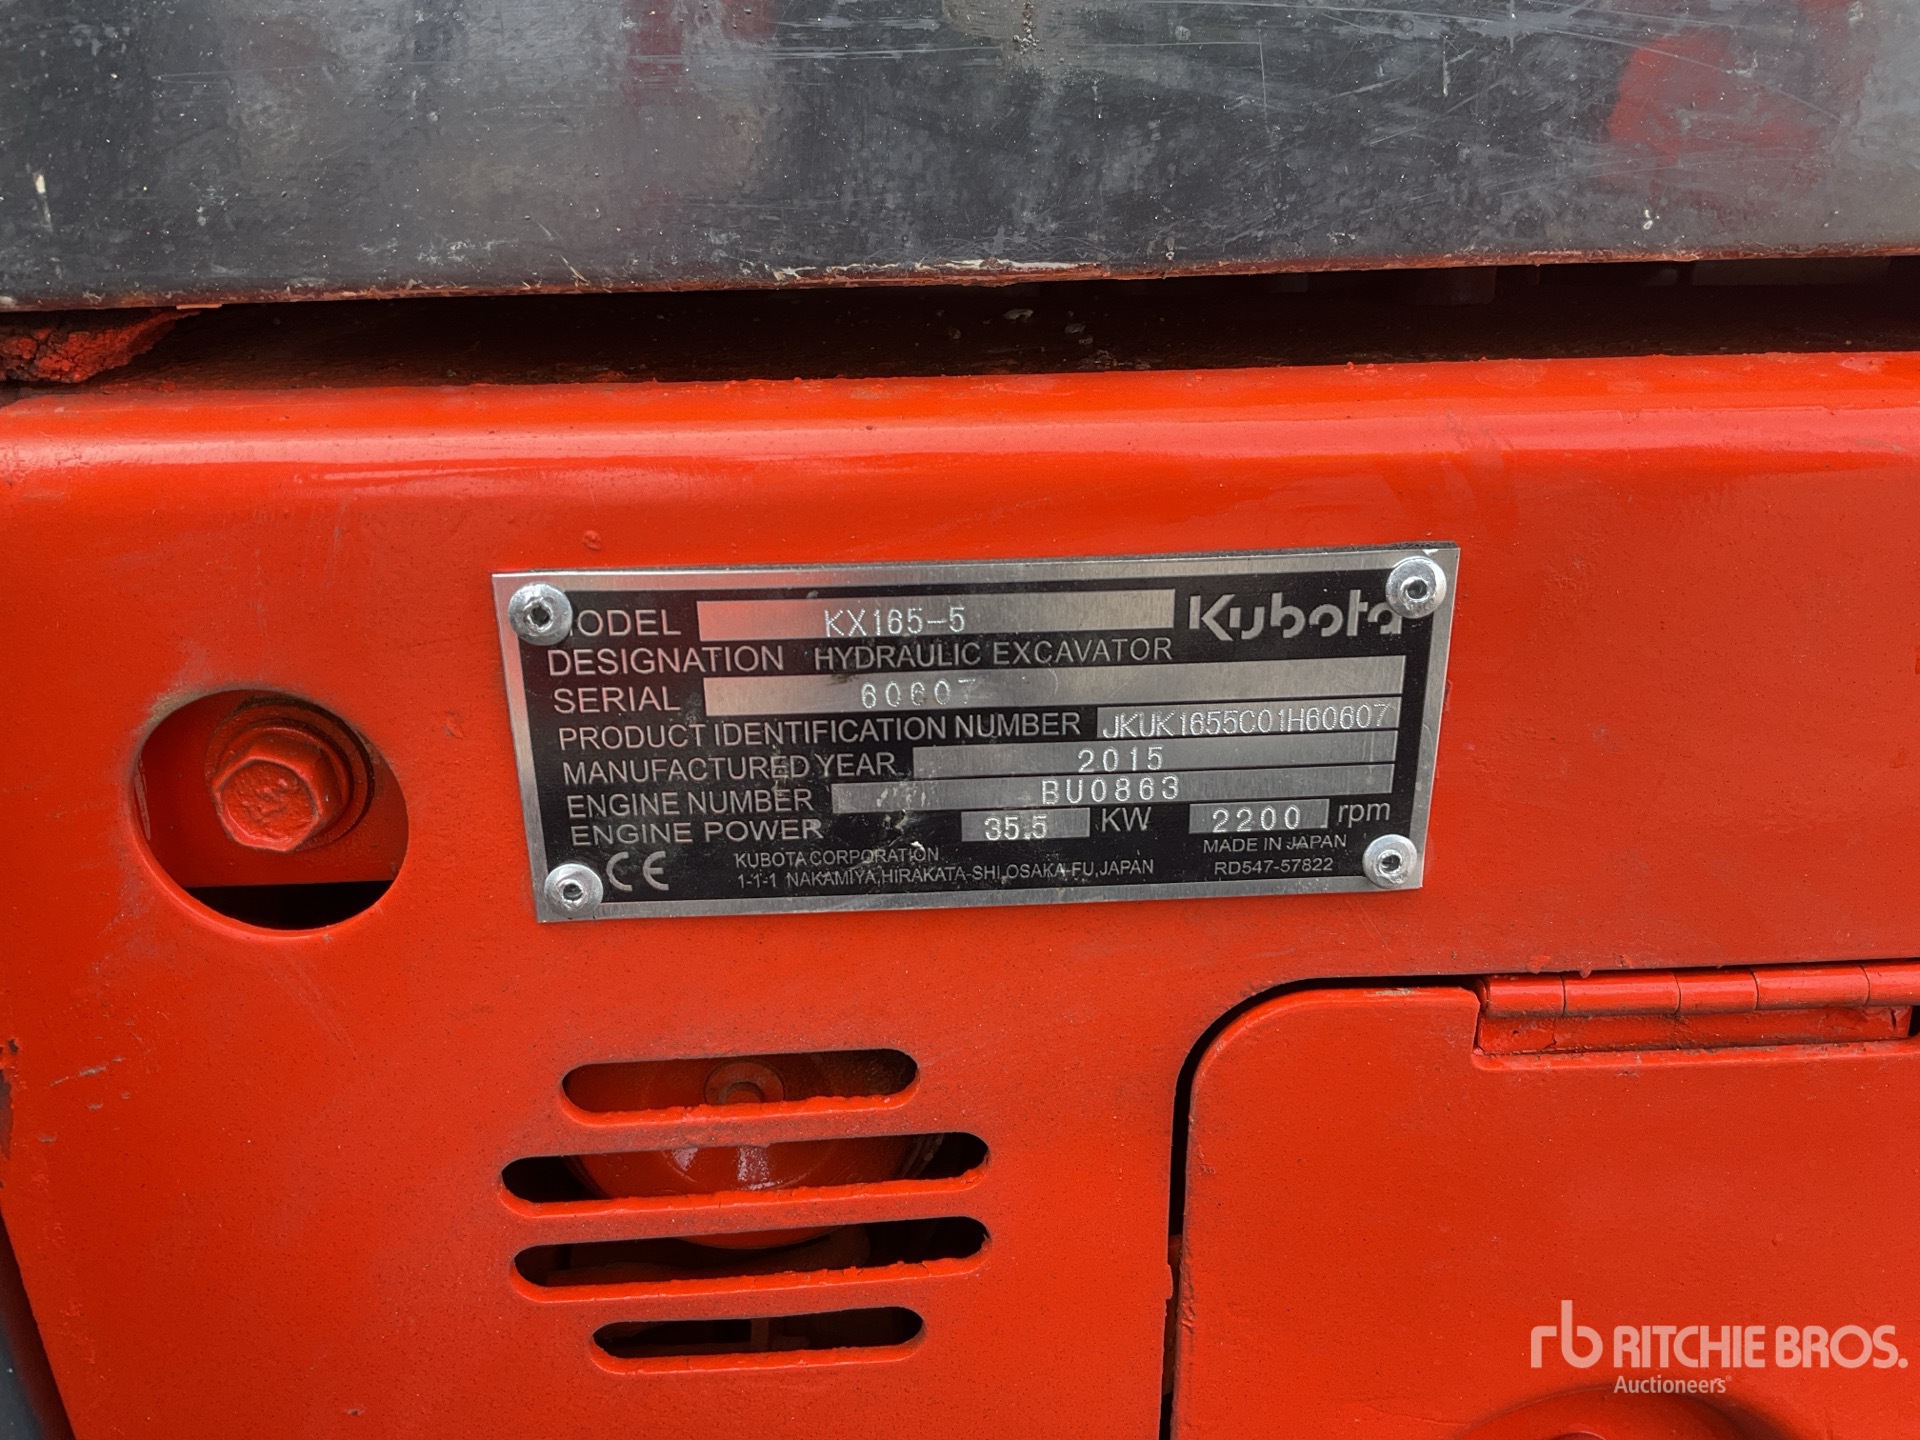 MODEL KX165-5 Kubota
DESIGNATION HYDRAULIC EXCAVATOR
SERIAL 60607
PRODUCT IDENTIFICATION NUMBER JKUK1655C01H60607
MANUFACTURED YEAR 2015
ENGINE NUMBER BU0863
ENGINE POWER 35.5 KW 2200 rpm
CE KUBOTA CORPORATION MADE IN JAPAN
1-1-1 NAKAMIYA,HIRAKATA-SHI,OSAKA-FU,JAPAN RD547-57822
rb RITCHIE BROS.
Auctioneers